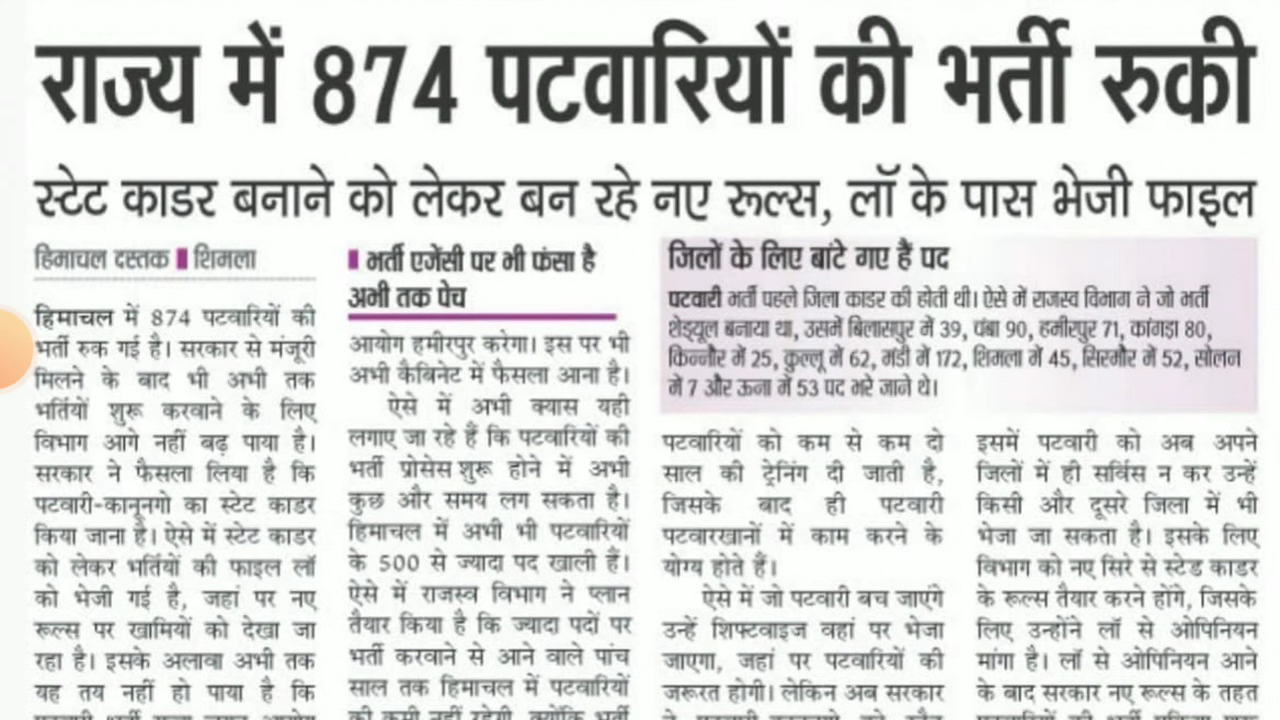 राज्य में 874 पटवारियों की भर्ती रुकी
स्टेट काडर बनाने को लेकर बन रहे नए रूल्स, लॉ के पास भेजी फाइल
हिमाचल दस्तक शिमला
हिमाचल में 874 पटवारियों की
भर्ती रुक गई है। सरकार से मंजूरी
मिलने के बाद भी अभी तक
भर्तियों शुरू करवाने के लिए
विभाग आगे नहीं बढ़ पाया है।
सरकार ने फैसला लिया है कि
पटवारी-कानूनगो का स्टेट काडर
किया जाना है। ऐसे में स्टेट काडर
को लेकर भर्तियों की फाइल लॉ
को भेजी गई है, जहां पर नए
रूल्स पर खामियों को देखा जा
रहा है। इसके अलावा अभी तक
यह तय नहीं हो पाया है कि
भर्ती एजेंसी पर भी फंसा है
अभी तक पेच
आयोग हमीरपुर करेगा। इस पर भी
अभी कैबिनेट में फैसला आना है।
ऐसे में अभी क्यास यही
लगाए जा रहे हैं कि पटवारियों की
भर्ती प्रोसेस शुरू होने में अभी
कुछ और समय लग सकता है।
हिमाचल में अभी भी पटवारियों
के 500 से ज्यादा पद खाली हैं।
ऐसे में राजस्व विभाग ने प्लान
तैयार किया है कि ज्यादा पदों पर
भर्ती करवाने से आने वाले पांच
साल तक हिमाचल में पटवारियों
की कमी नहीं रहेगी, क्योंकि भर्ती
जिलों के लिए बांटे गए हैं पद
पटवारी भर्ती पहले जिला काडर की होती थी। ऐसे में राजस्व विभाग ने जो भर्ती
शेड्यूल बनाया था, उसमें बिलासपुर में 39, चंबा 90, हमीरपुर 71, कांगड़ा 80,
किन्नौर में 25, कुल्लू में 62, मंडी में 172, शिमला में 45, सिरमौर में 52, सोलन
में 7 और ऊना में 53 पद भरे जाने थे।
पटवारियों को कम से कम दो
साल की ट्रेनिंग दी जाती है,
जिसके बाद ही पटवारी
पटवारखानों में काम करने के
योग्य होते हैं।
ऐसे में जो पटवारी बच जाएंगे
उन्हें शिफ्टवाइज वहां पर भेजा
जाएगा, जहां पर पटवारियों की
जरूरत होगी। लेकिन अब सरकार
इसमें पटवारी को अब अपने
जिलों में ही सर्विस न कर उन्हें
किसी और दूसरे जिला में भी
भेजा जा सकता है। इसके लिए
विभाग को नए सिरे से स्टेड काडर
के रूल्स तैयार करने होंगे, जिसके
लिए उन्होंने लॉ से ओपिनियन
मांगा है। लॉ से ओपिनियन आने
के बाद सरकार नए रूल्स के तहत